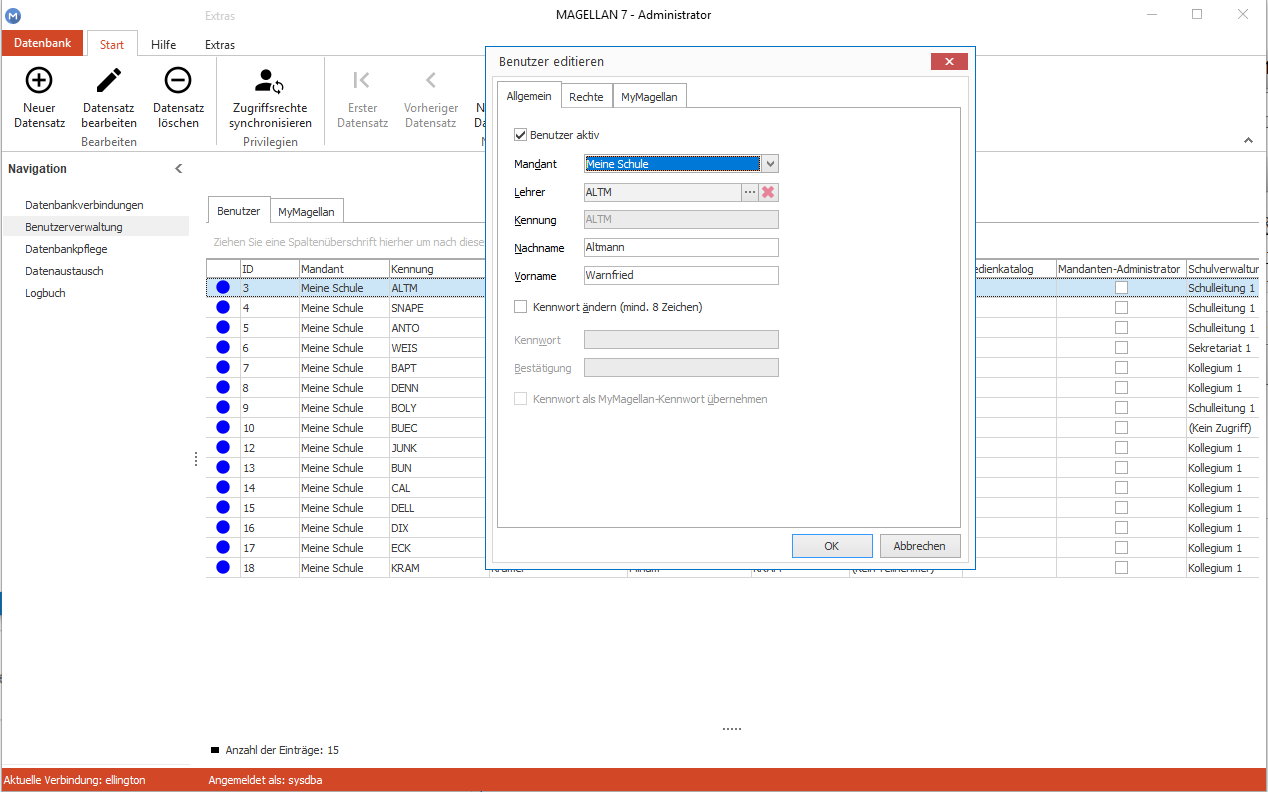 M
Extras
MAGELLAN 7 - Administrator
Datenbank
Start
Hilfe
Extras
Neuer
Datensatz
Datensatz
bearbeiten
Datensatz
löschen
Bearbeiten
Zugriffsrechte
synchronisieren
Privilegien
Erster
Datensatz
Vorheriger
Datensatz
Navigation
Datenbankverbindungen
Benutzerverwaltung
Datenbankpflege
Datenaustausch
Logbuch
Benutzer
MyMagellan
Ziehen Sie eine Spaltenüberschrift hierher um nach diese
ID Mandant Kennung edienkatalog Mandanten-Administrator Schulverwaltun
3 Meine Schule ALTM Schulleitung 1
4 Meine Schule SNAPE Schulleitung 1
5 Meine Schule ANTO Schulleitung 1
6 Meine Schule WEIS Sekretariat 1
7 Meine Schule BAPT Kollegium 1
8 Meine Schule DENN Kollegium 1
9 Meine Schule BOLY Schulleitung 1
10 Meine Schule BUEC (Kein Zugriff)
12 Meine Schule JUNK Kollegium 1
13 Meine Schule BUN Kollegium 1
14 Meine Schule CAL Kollegium 1
15 Meine Schule DELL Kollegium 1
16 Meine Schule DIX Kollegium 1
17 Meine Schule ECK Kollegium 1
18 Meine Schule KRAM Kollegium 1
Benutzer editieren
Allgemein
Rechte
MyMagellan
Benutzer aktiv
Mandant Meine Schule
Lehrer ALTM
Kennung ALTM
Nachname Altmann
Vorname Warnfried
Kennwort ändern (mind. 8 Zeichen)
Kennwort
Bestätigung
Kennwort als MyMagellan-Kennwort übernehmen
OK
Abbrechen
Anzahl der Einträge: 15
Aktuelle Verbindung: ellington
Angemeldet als: sysdba